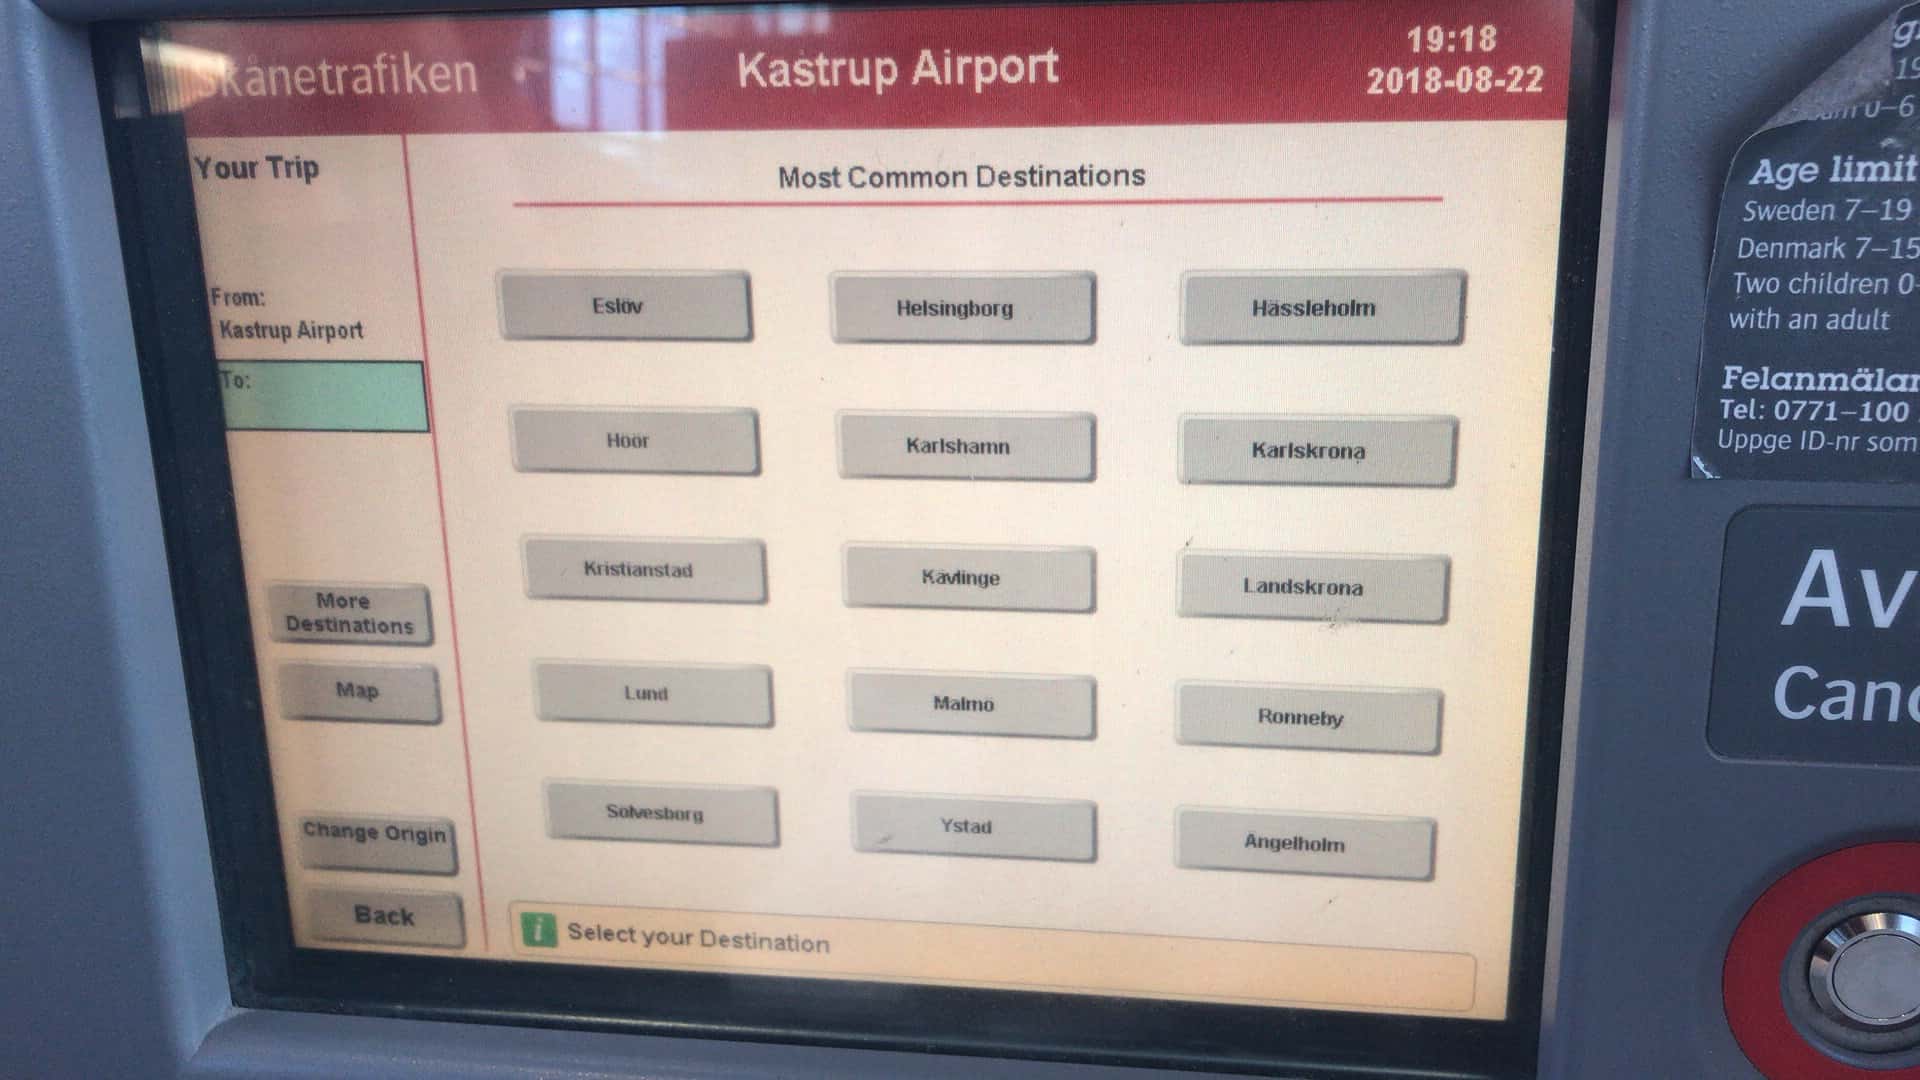 Skånetrafiken
Kastrup Airport
19:18
2018-08-22
Your Trip
From:
Kastrup Airport
To:
More
Destinations
Map
Change Origin
Back
Most Common Destinations
Eslöv
Helsingborg
Hässleholm
Höör
Karlshamn
Karlskrona
Kristianstad
Kävlinge
Landskrona
Lund
Malmö
Ronneby
Sölvesborg
Ystad
Ängelholm
i Select your Destination
0–6
Age limit
Sweden 7–19
Denmark 7–15
Two children 0-
with an adult
Felanmälan
Tel: 0771–100
Uppge ID-nr som
Av
Canc